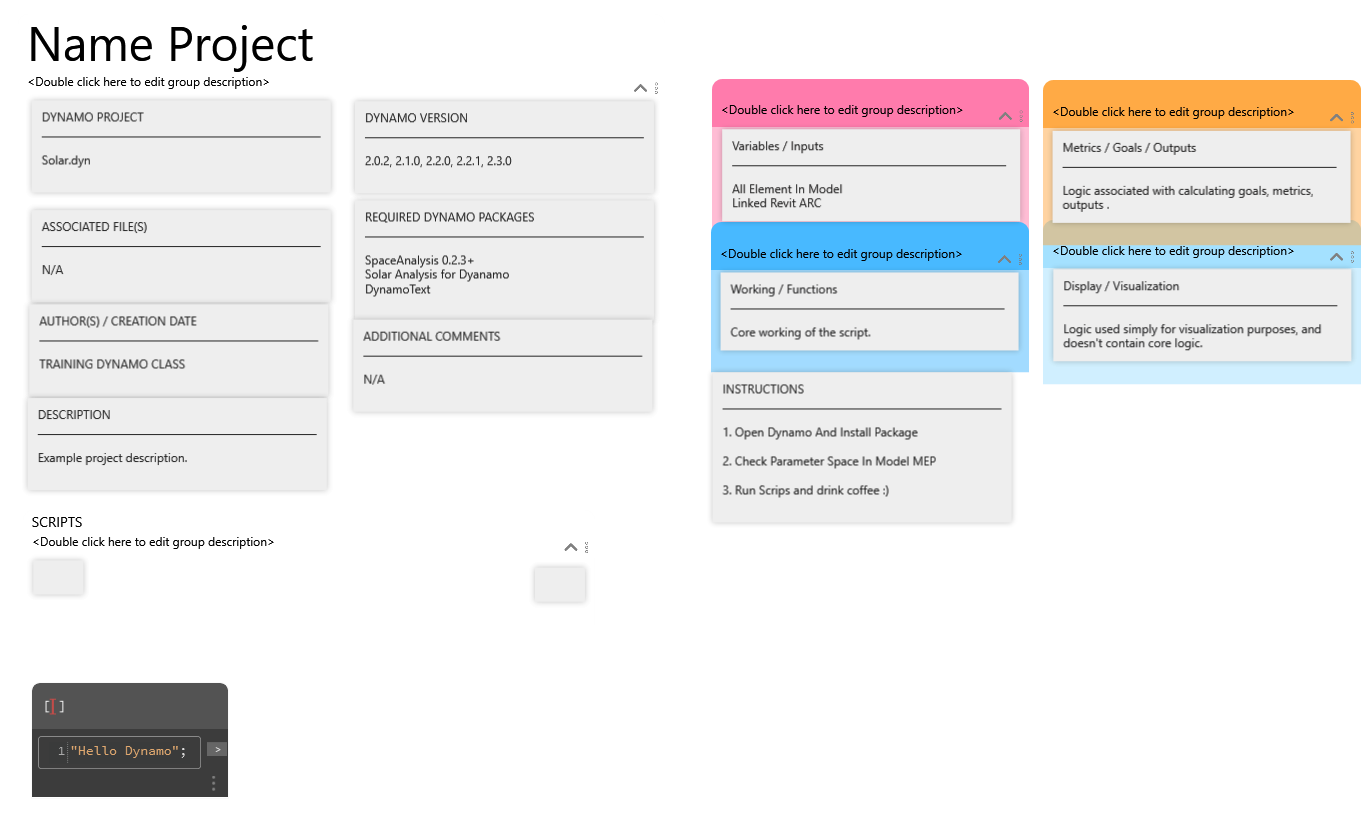 Name Project
<Double click here to edit group description>
DYNAMO PROJECT
Solar.dyn
ASSOCIATED FILE(S)
N/A
AUTHOR(S) / CREATION DATE
TRAINING DYNAMO CLASS
DESCRIPTION
Example project description.
DYNAMO VERSION
2.0.2, 2.1.0, 2.2.0, 2.2.1, 2.3.0
REQUIRED DYNAMO PACKAGES
SpaceAnalysis 0.2.3+
Solar Analysis for Dyanamo
DynamoText
ADDITIONAL COMMENTS
N/A
<Double click here to edit group description>
Variables / Inputs
All Element In Model
Linked Revit ARC
<Double click here to edit group description>
Working / Functions
Core working of the script.
INSTRUCTIONS
1. Open Dynamo And Install Package
2. Check Parameter Space In Model MEP
3. Run Scrips and drink coffee :)
<Double click here to edit group description>
Metrics / Goals / Outputs
Logic associated with calculating goals, metrics,
outputs .
<Double click here to edit group description>
Display / Visualization
Logic used simply for visualization purposes, and
doesn't contain core logic.
SCRIPTS
<Double click here to edit group description>
[ ]
1 "Hello Dynamo"; >